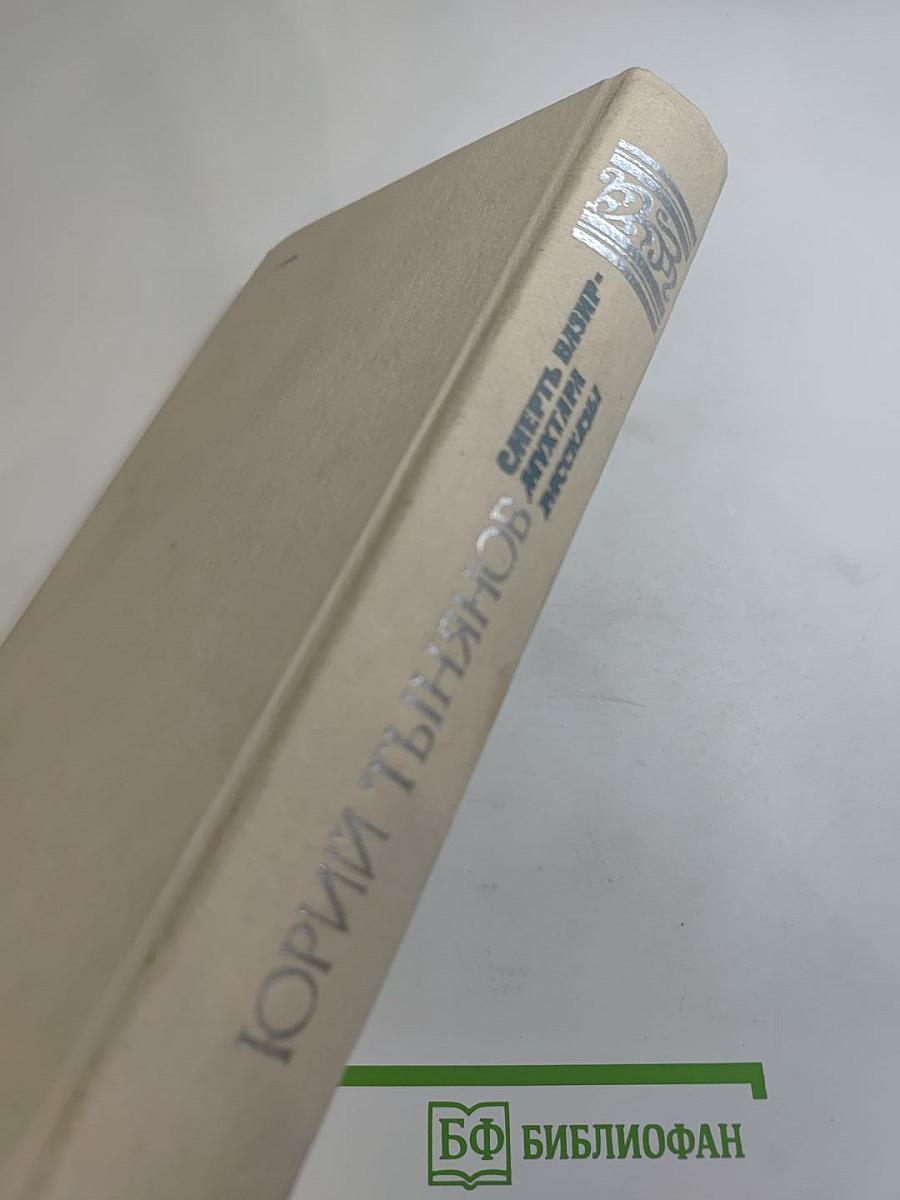 ЮРИЙ ТЫНЯНОВ
СМЕРТЬ ВАЗИР-
МУХТАРА
РАССКАЗЫ
БФ БИБЛИОФАН